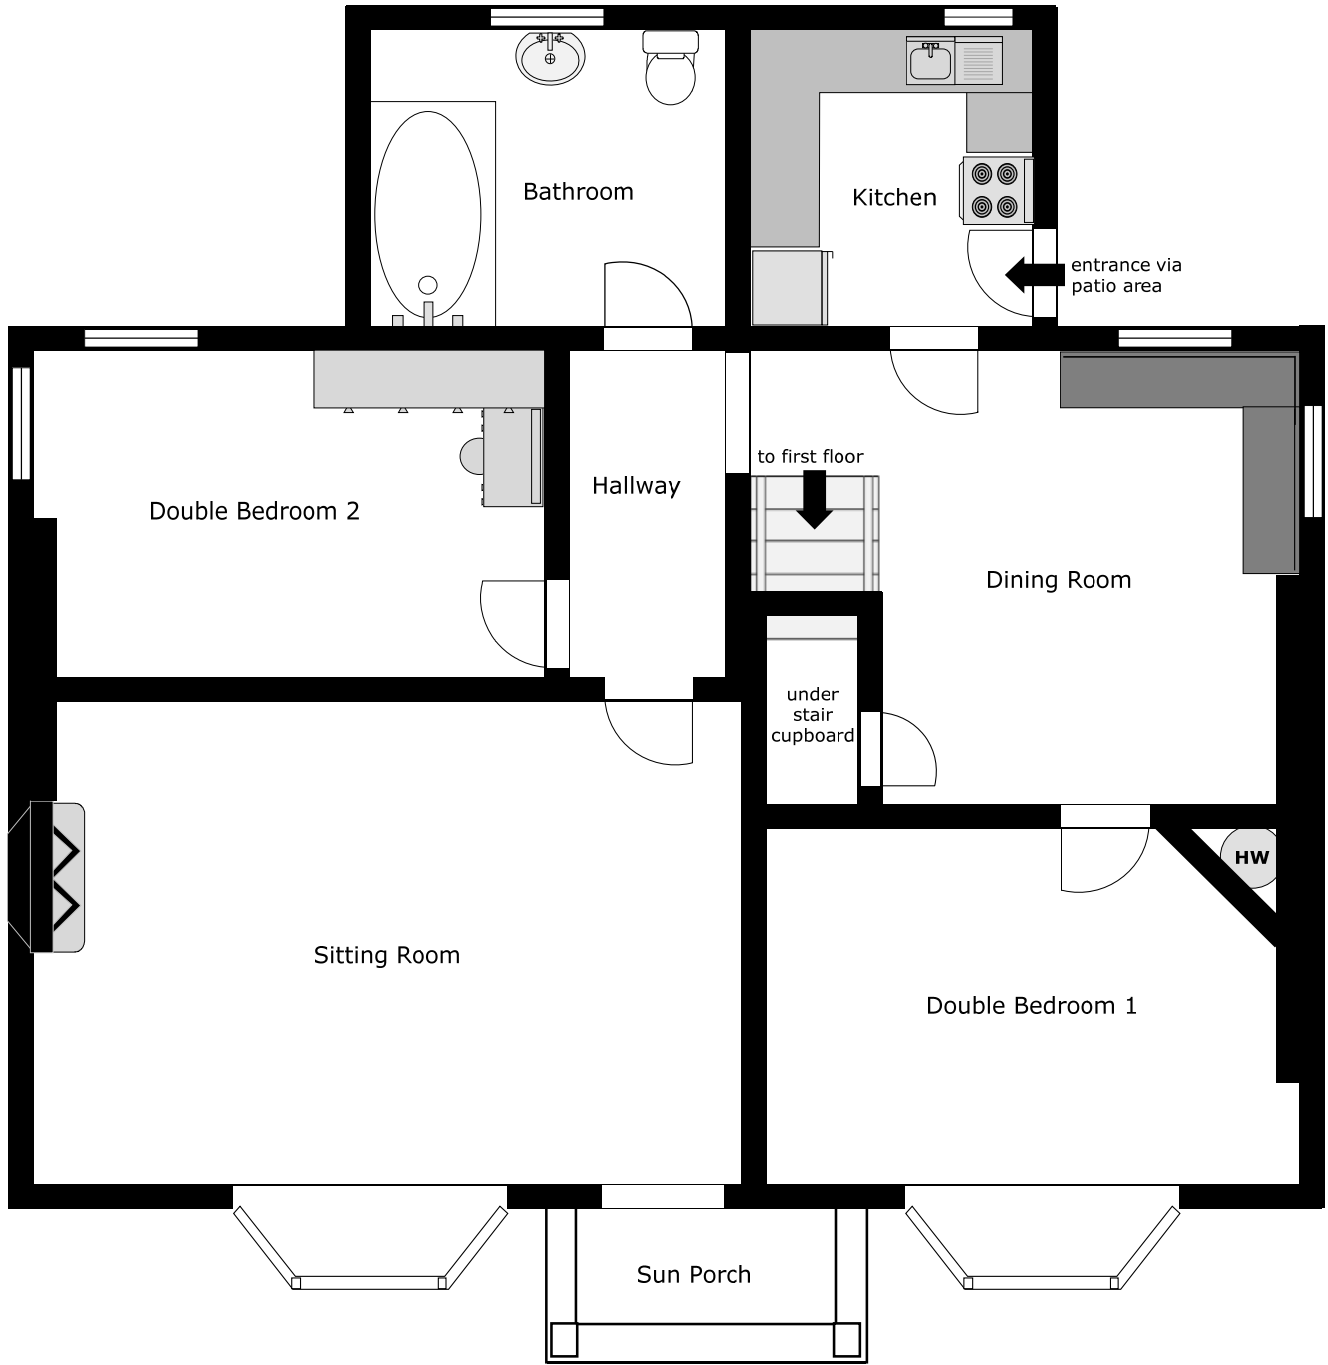 Bathroom
Kitchen
entrance via
patio area
to first floor
Hallway
Double Bedroom 2
Dining Room
under
stair
cupboard
HW
Sitting Room
Double Bedroom 1
Sun Porch